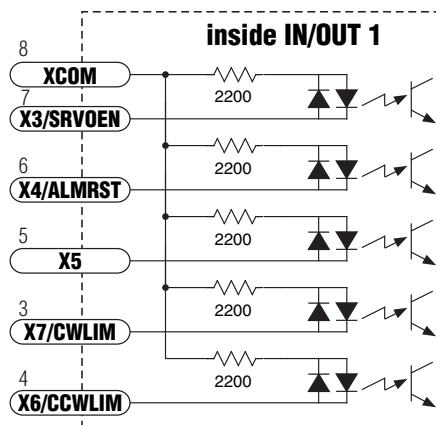 inside IN/OUT 1
8
XCOM
2200
7
X3/SRVOEN
2200
6
X4/ALMRST
2200
5
X5
2200
3
X7/CWLIM
2200
4
X6/CCWLIM